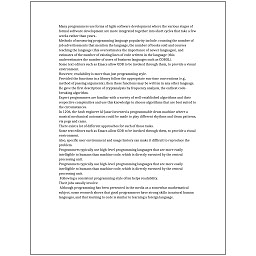 Many programmers use forms of Agile software development where the various stages of
formal software development are more integrated together into short cycles that take a few
weeks rather than years.
Methods of measuring programming language popularity include: counting the number of
job advertisements that mention the language, the number of books sold and courses
teaching the language (this overestimates the importance of newer languages), and
estimates of the number of existing lines of code written in the language (this
underestimates the number of users of business languages such as COBOL).
Some text editors such as Emacs allow GDB to be invoked through them, to provide a visual
environment.
However, readability is more than just programming style.
Provided the functions in a library follow the appropriate run-time conventions (e.g.,
method of passing arguments), then these functions may be written in any other language.
He gave the first description of cryptanalysis by frequency analysis, the earliest code-
breaking algorithm.
Expert programmers are familiar with a variety of well-established algorithms and their
respective complexities and use this knowledge to choose algorithms that are best suited to
the circumstances.
In 1206, the Arab engineer Al-Jazari invented a programmable drum machine where a
musical mechanical automaton could be made to play different rhythms and drum patterns,
via pegs and cams.
There exist a lot of different approaches for each of those tasks.
Some text editors such as Emacs allow GDB to be invoked through them, to provide a visual
environment.
Also, specific user environment and usage history can make it difficult to reproduce the
problem.
Programmers typically use high-level programming languages that are more easily
intelligible to humans than machine code, which is directly executed by the central
processing unit.
Programmers typically use high-level programming languages that are more easily
intelligible to humans than machine code, which is directly executed by the central
processing unit.
Following a consistent programming style often helps readability.
Their jobs usually involve:
Although programming has been presented in the media as a somewhat mathematical
subject, some research shows that good programmers have strong skills in natural human
languages, and that learning to code is similar to learning a foreign language.